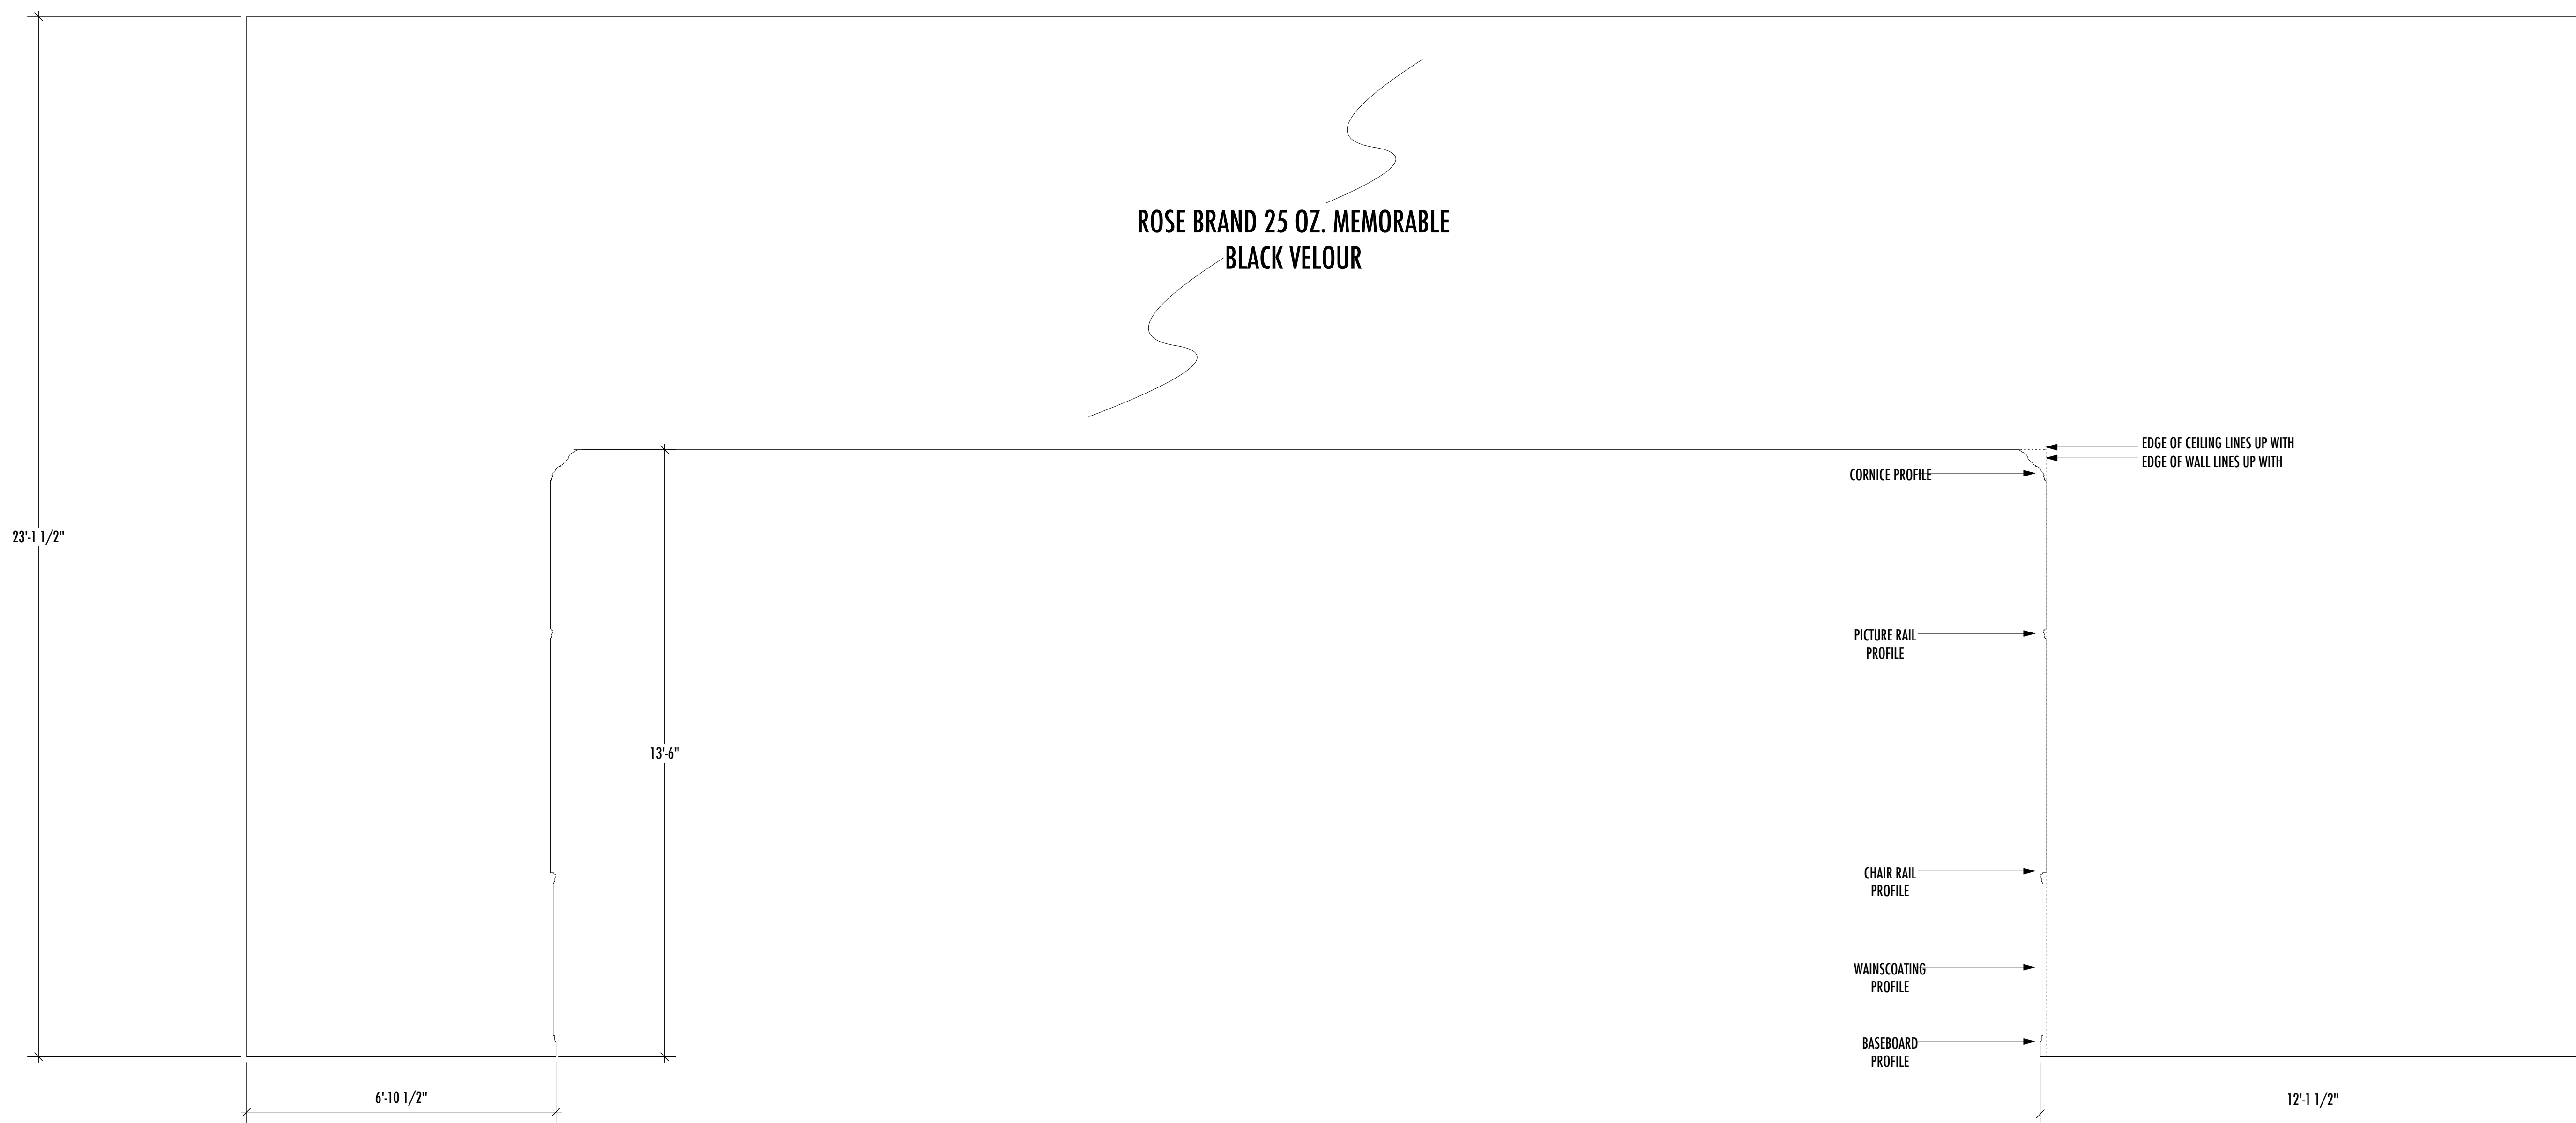 ROSE BRAND 25 OZ. MEMORABLE
BLACK VELOUR
EDGE OF CEILING LINES UP WITH
EDGE OF WALL LINES UP WITH
CORNICE PROFILE
23'-1 1/2"
PICTURE RAIL
PROFILE
13'-6"
CHAIR RAIL
PROFILE
WAINSCOATING
PROFILE
BASEBOARD
PROFILE
6'-10 1/2"
12'-1 1/2"